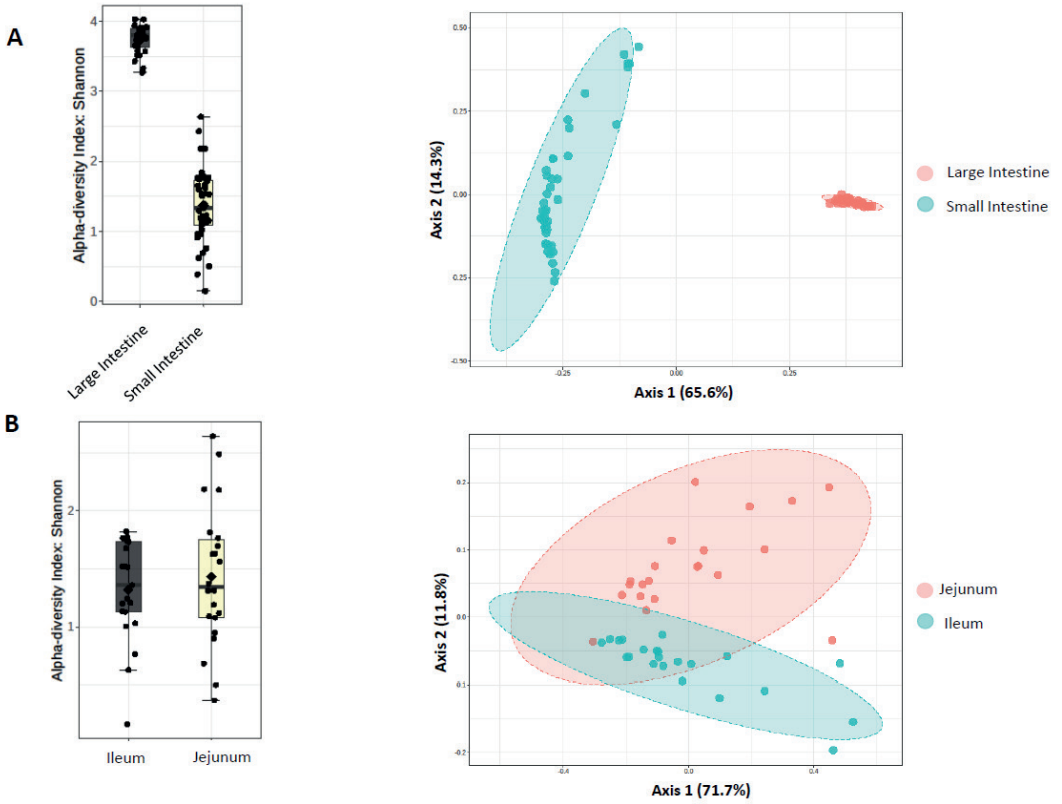 A
Alpha-diversity Index: Shannon
4
3
2
1
0
Large Intestine
Small Intestine
Axis 2 (14.3%)
0.50
0.25
0.00
0.25
-0.50
-0.25
0.00
0.25
Axis 1 (65.6%)
Large Intestine
Small Intestine
B
Alpha-diversity Index: Shannon
2
1
Ileum
Jejunum
Axis 2 (11.8%)
0.2
0.1
0.0
0.1
-0.2
-0.4
0.0
0.4
Axis 1 (71.7%)
Jejunum
Ileum